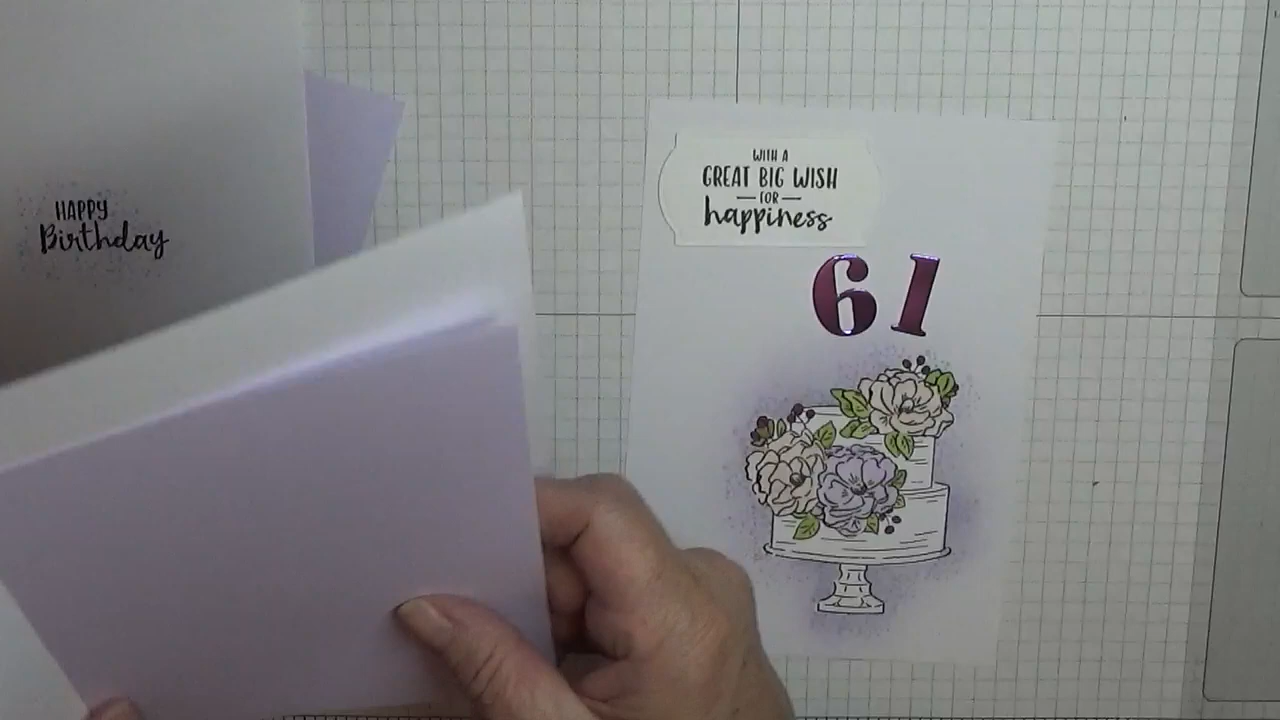 HAPPY
Birthday
WITH A
GREAT BIG WISH
FOR
happiness
61